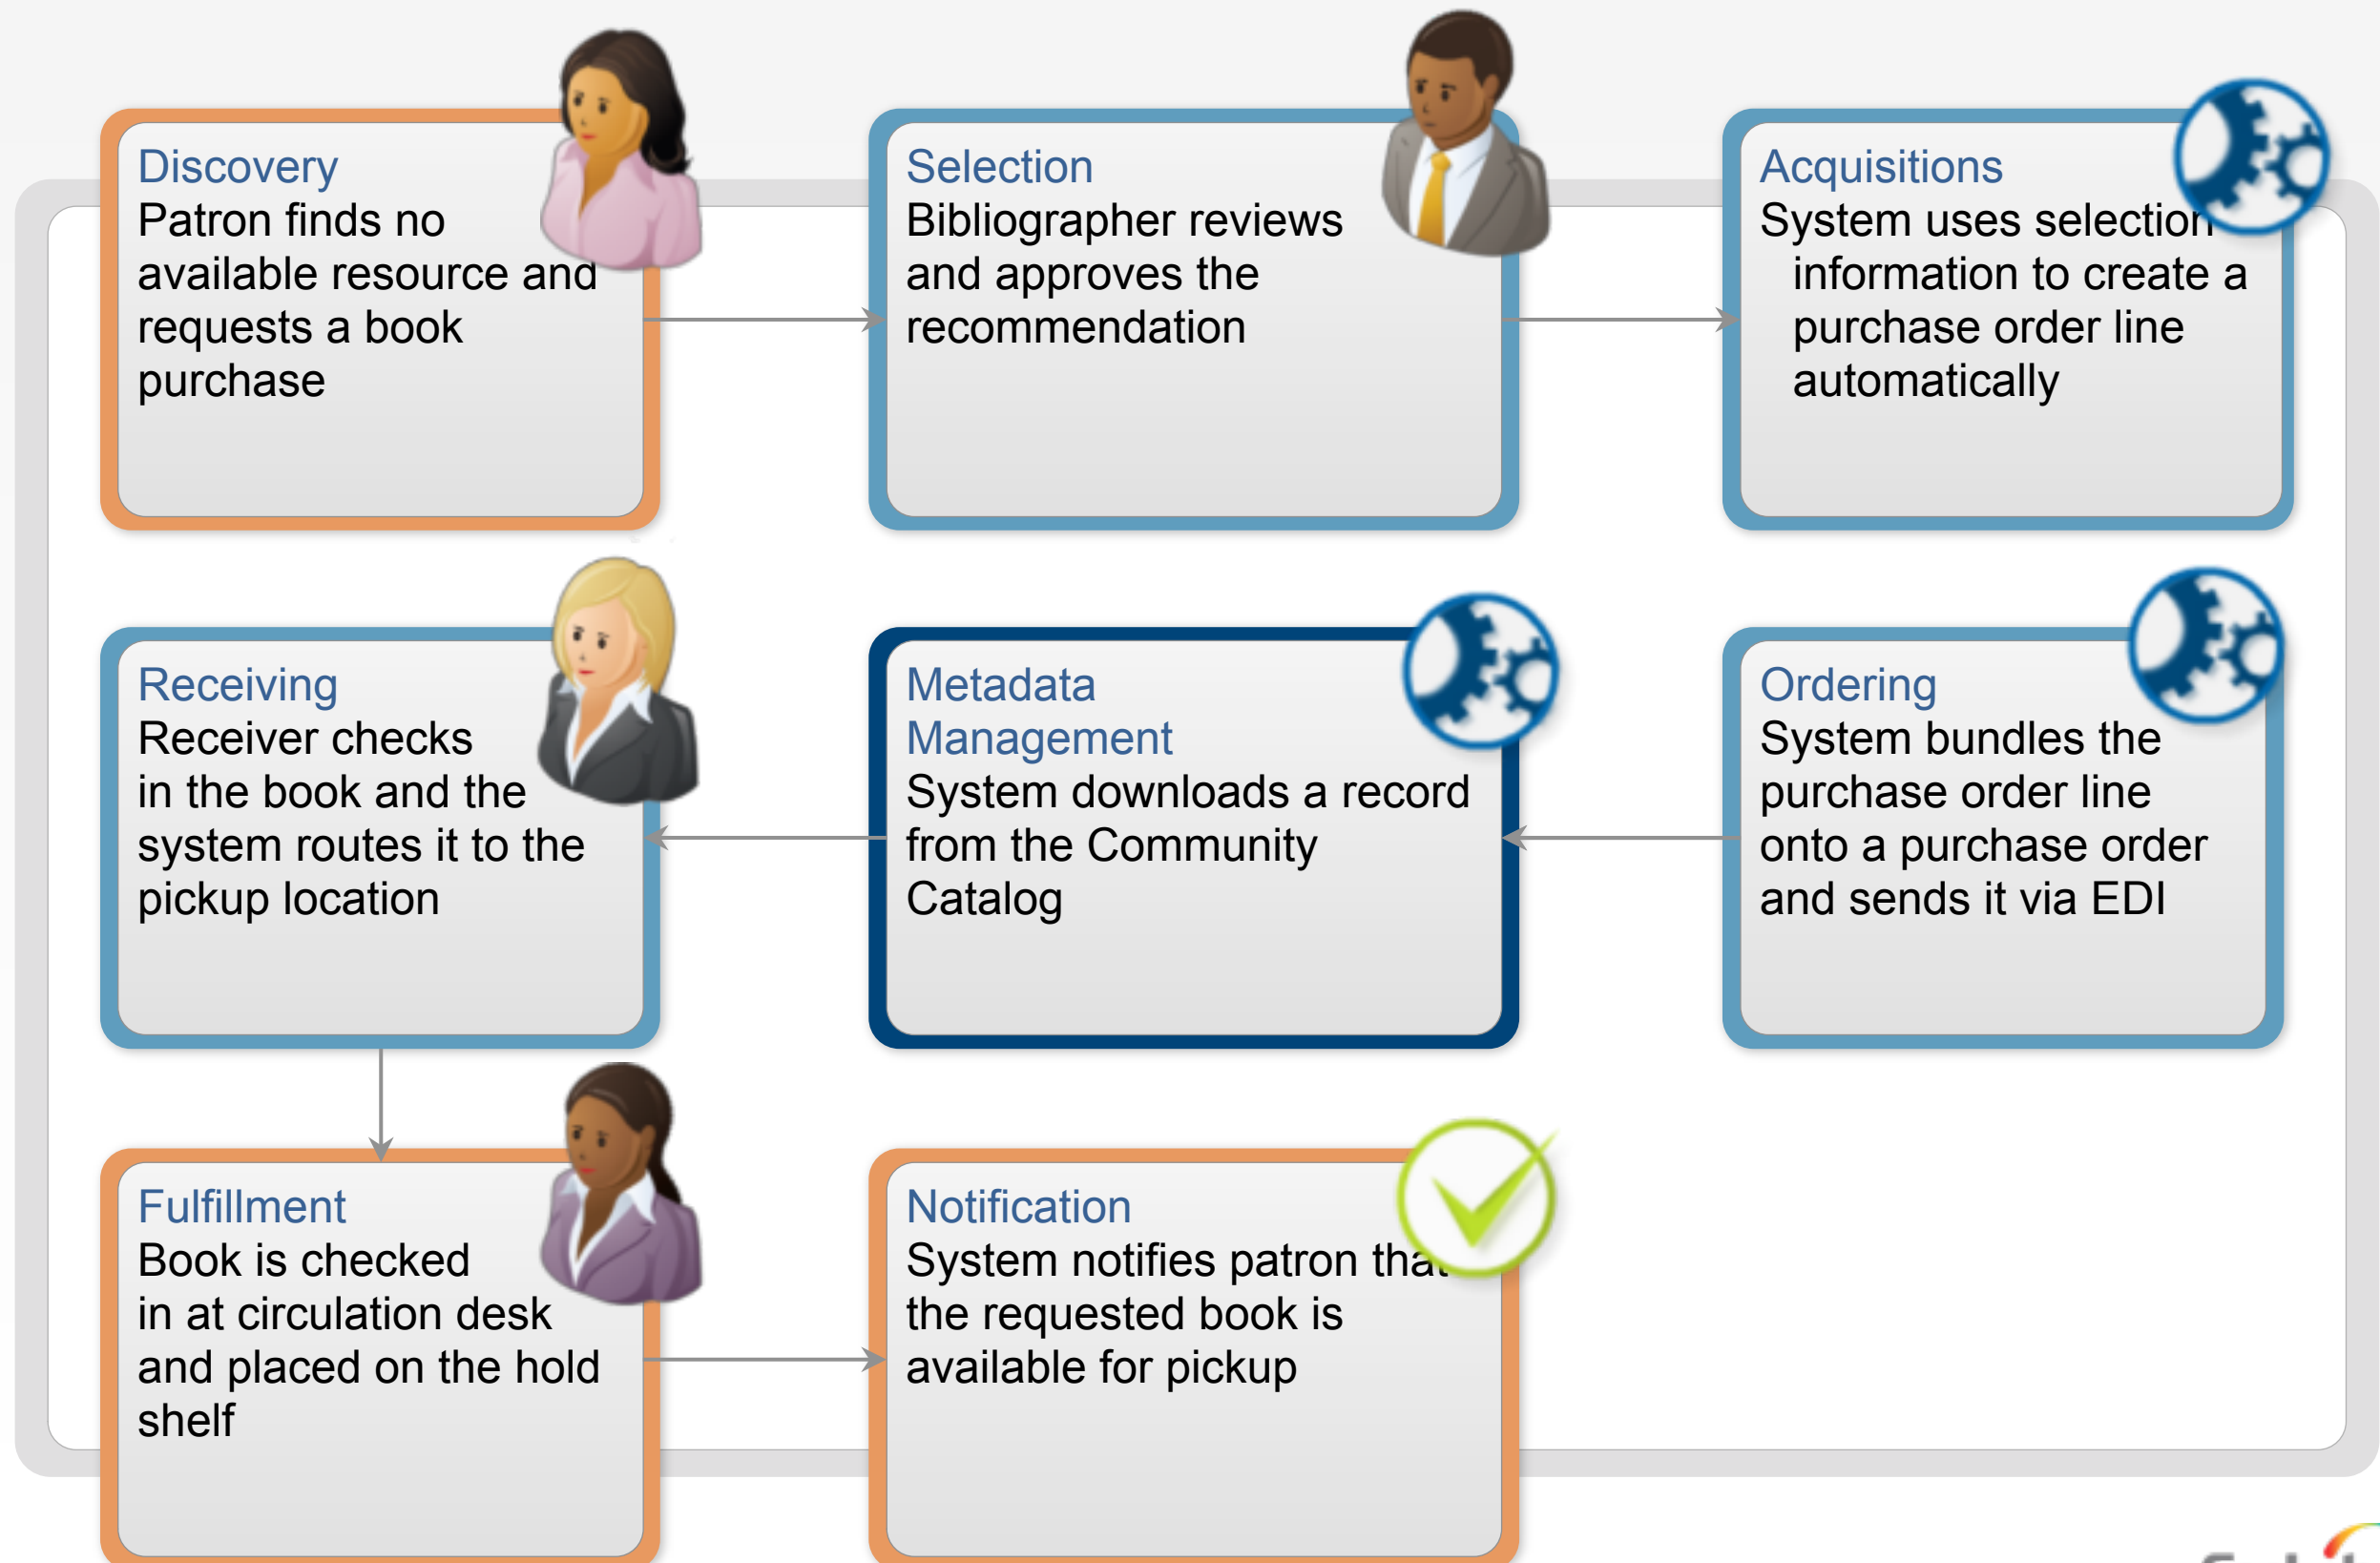 Discovery
Patron finds no
available resource and
requests a book
purchase
Selection
Bibliographer reviews
and approves the
recommendation
Acquisitions
System uses selection
information to create a
purchase order line
automatically
Receiving
Receiver checks
in the book and the
system routes it to the
pickup location
Metadata
Management
System downloads a record
from the Community
Catalog
Ordering
System bundles the
purchase order line
onto a purchase order
and sends it via EDI
Fulfillment
Book is checked
in at circulation desk
and placed on the hold
shelf
Notification
System notifies patron that
the requested book is
available for pickup